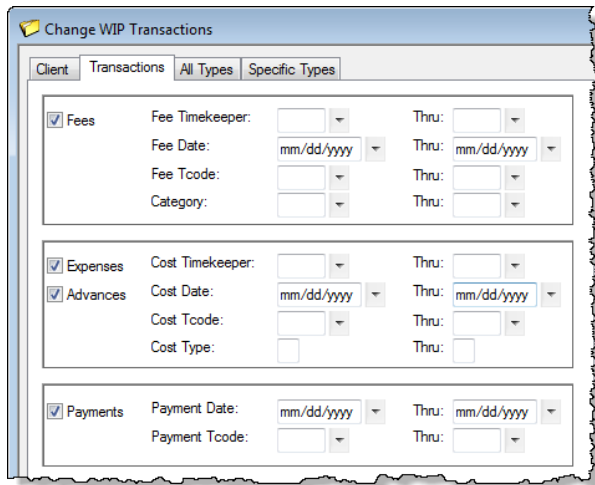 Change WIP Transactions
Client Transactions All Types Specific Types
Fees Fee Timekeeper: Thru:
Fee Date: mm/dd/yyyy Thru: mm/dd/yyyy
Fee Tcode: Thru:
Category: Thru:
Expenses Cost Timekeeper: Thru:
Advances Cost Date: mm/dd/yyyy Thru: mm/dd/yyyy
Cost Tcode: Thru:
Cost Type: Thru:
Payments Payment Date: mm/dd/yyyy Thru: mm/dd/yyyy
Payment Tcode: Thru: